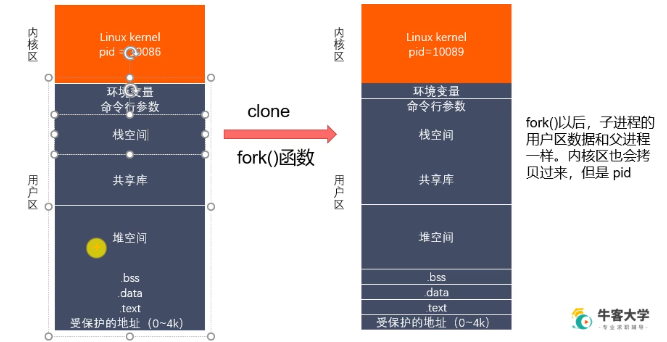 内核区
Linux kernel
pid = 10086
环境变量
命令行参数
栈空间
共享库
用户区
堆空间
.bss
.data
.text
受保护的地址（0~4k）
clone
fork()函数
内核区
Linux kernel
pid=10089
环境变量
命令行参数
栈空间
共享库
用户区
堆空间
.bss
.data
.text
受保护的地址（0~4k）
fork()以后，子进程的
用户区数据和父进程
一样。内核区也会拷
贝过来，但是 pid
牛客大学
-专业求职辅导-